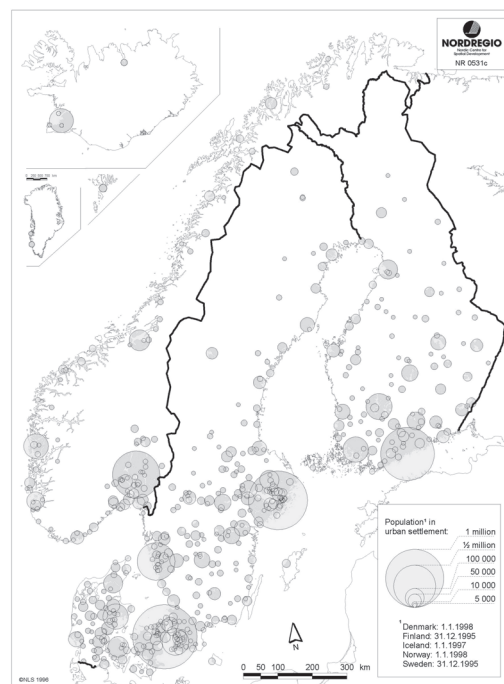 NORDREGIO
Nordic Centre for
Spatial Development
NR 0531c
Population¹ in
urban settlement:
1 million
½ million
100 000
50 000
10 000
5 000
¹
Denmark: 1.1.1998
Finland: 31.12.1995
Iceland: 1.1.1997
Norway: 1.1.1998
Sweden: 31.12.1995
N
0 50 100 200 300 km
©NLS 1996